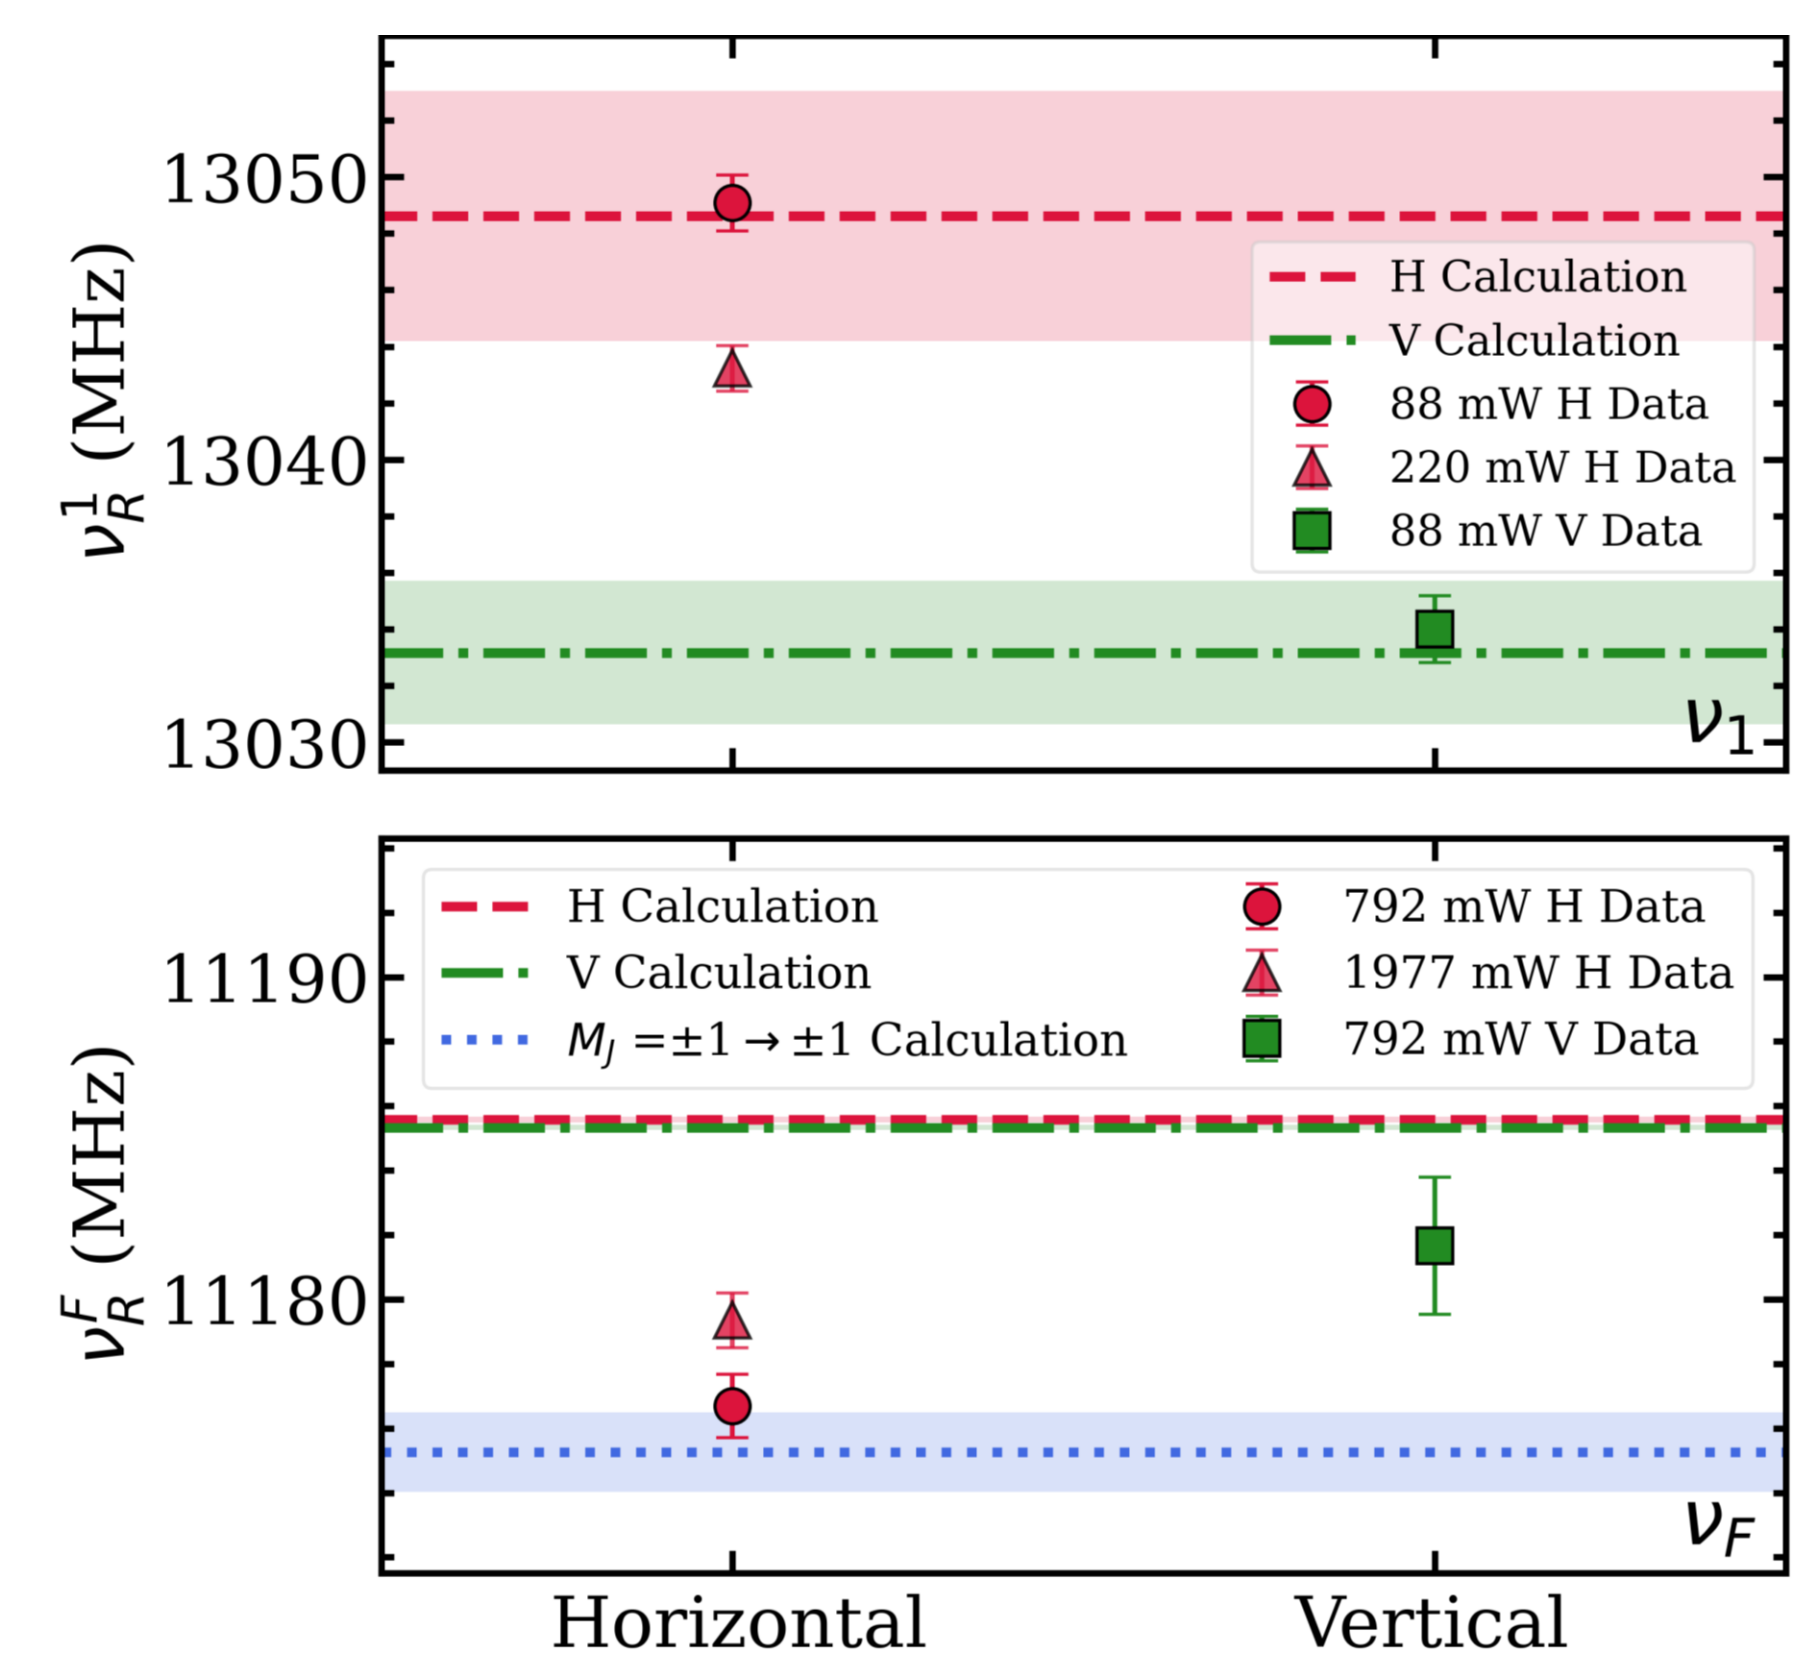 13050
13040
13030
ν_R^1 (MHz)
H Calculation
V Calculation
88 mW H Data
220 mW H Data
88 mW V Data
ν_1
11190
11180
ν_R^F (MHz)
H Calculation
V Calculation
M_J =±1→±1 Calculation
792 mW H Data
1977 mW H Data
792 mW V Data
ν_F
Horizontal
Vertical